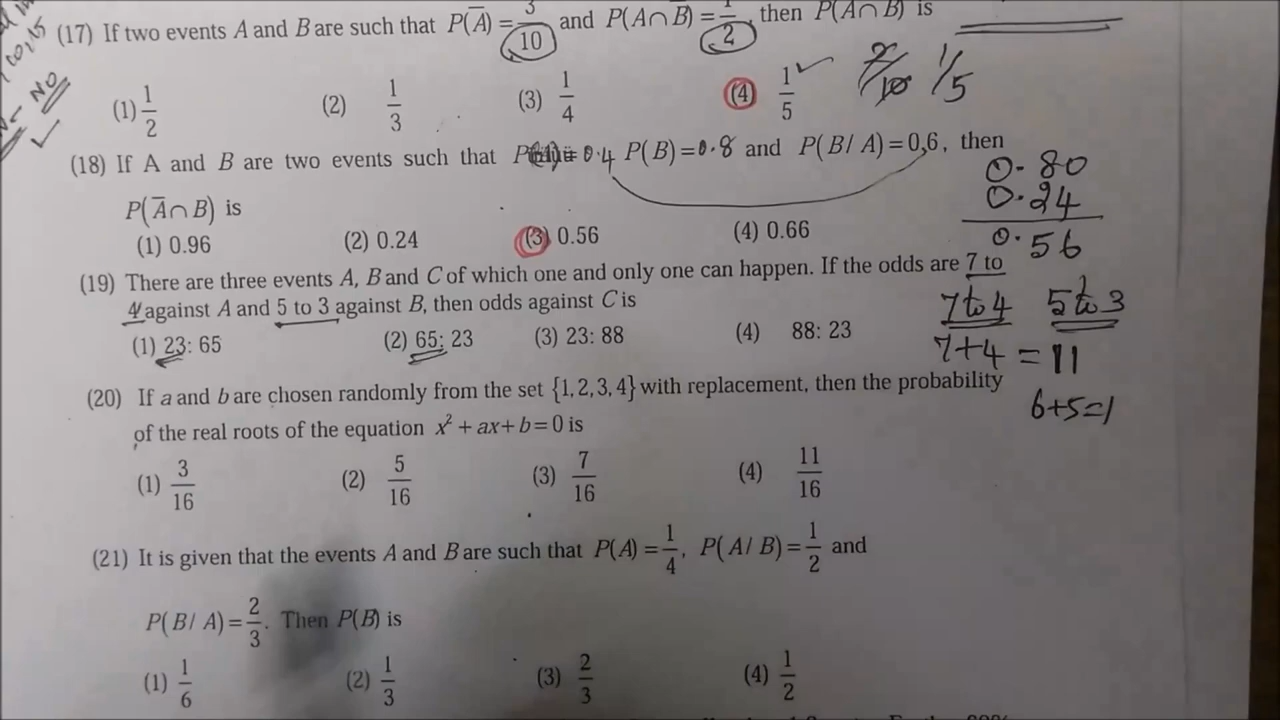 (17) If two events A and B are such that P(A̅) = 3/10 and P(A∩B̅) = 1/2, then P(A∩B) is
(1) 1/2 (2) 1/3 (3) 1/4 (4) 1/5 ✓ 1/5
NO
(18) If A and B are two events such that 0.4 P(B)=0.8 and P(B/ A)=0.6, then
0.80
P(A̅∩B) is
0.24
(1) 0.96 (2) 0.24 (3) 0.56 (4) 0.66
0.56
(19) There are three events A, B and C of which one and only one can happen. If the odds are 7 to
4 against A and 5 to 3 against B, then odds against C is
7 to 4 5 to 3
(1) 23: 65 (2) 65: 23 (3) 23: 88 (4) 88: 23
7+4 = 11
(20) If a and b are chosen randomly from the set {1,2,3,4} with replacement, then the probability
6+5=1
of the real roots of the equation x² + ax+ b=0 is
(1) 3/16 (2) 5/16 (3) 7/16 (4) 11/16
(21) It is given that the events A and B are such that P(A) = 1/4, P(A/ B)= 1/2 and
P(B/ A)= 2/3. Then P(B) is
(1) 1/6 (2) 1/3 (3) 2/3 (4) 1/2